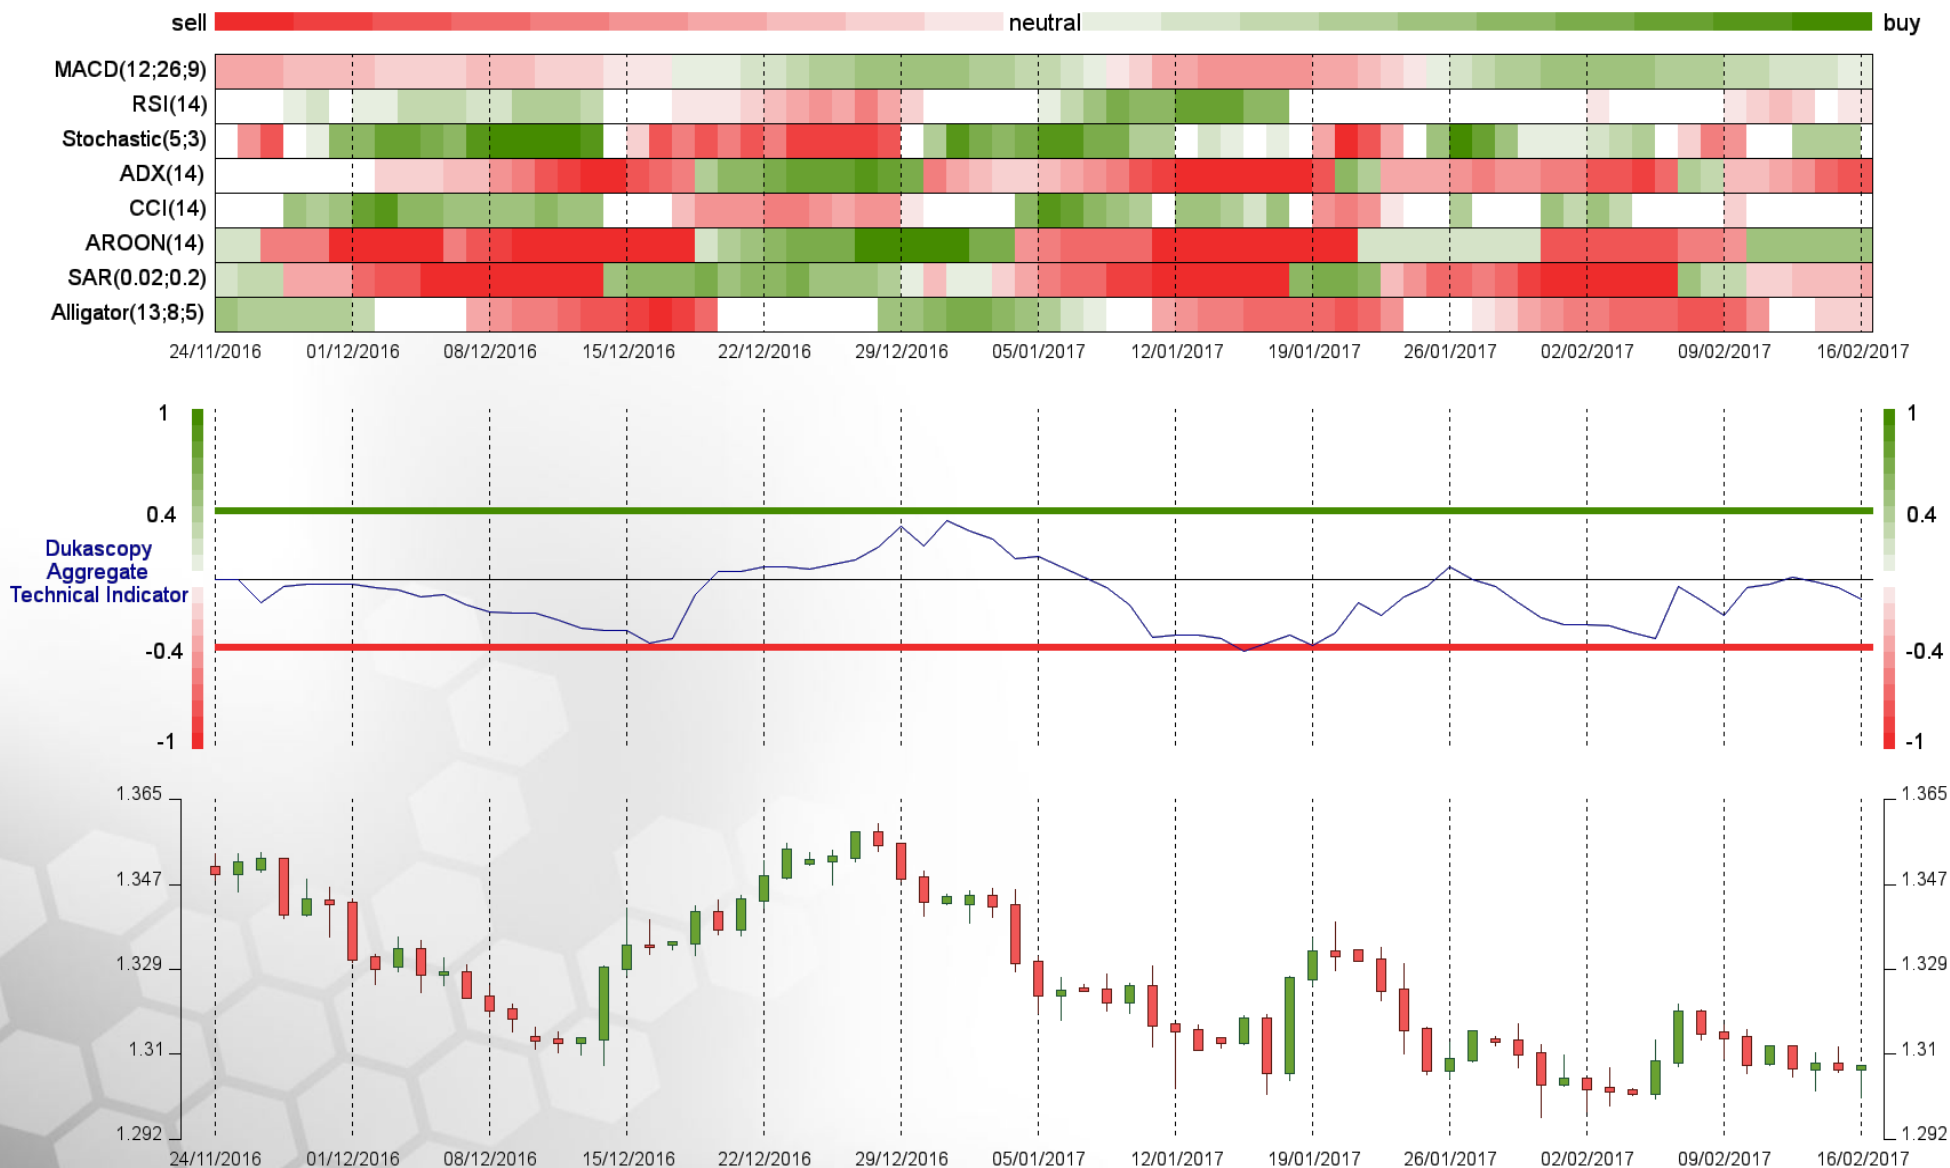 sell neutral buy
MACD(12;26;9)
RSI(14)
Stochastic(5;3)
ADX(14)
CCI(14)
AROON(14)
SAR(0.02;0.2)
Alligator(13;8;5)
24/11/2016 01/12/2016 08/12/2016 15/12/2016 22/12/2016 29/12/2016 05/01/2017 12/01/2017 19/01/2017 26/01/2017 02/02/2017 09/02/2017 16/02/2017
1 1
0.4 0.4
Dukascopy
Aggregate
Technical Indicator
-0.4 -0.4
-1 -1
1.365 1.365
1.347 1.347
1.329 1.329
1.31 1.31
1.292 1.292
24/11/2016 01/12/2016 08/12/2016 15/12/2016 22/12/2016 29/12/2016 05/01/2017 12/01/2017 19/01/2017 26/01/2017 02/02/2017 09/02/2017 16/02/2017